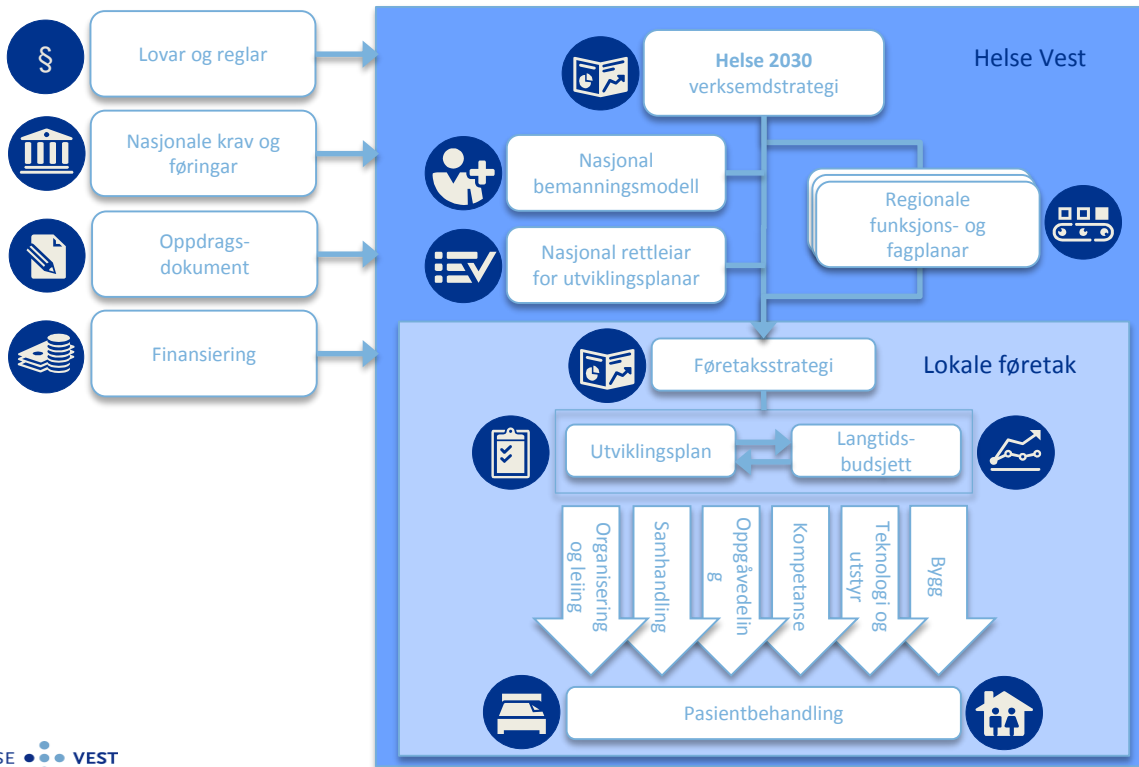 §
Lovar og reglar
Nasjonale krav og
føringar
Oppdrags-
dokument
Finansiering
Helse Vest
Helse 2030
verksemdstrategi
Nasjonal
bemanningsmodell
Regionale
funksjons- og
fagplanar
Nasjonal rettleiar
for utviklingsplanar
Lokale føretak
Føretaksstrategi
Utviklingsplan
Langtids-
budsjett
Organisering
og leiing
Samhandling
Oppgåvedelin
g
Kompetanse
Teknologi og
utstyr
Bygg
Pasientbehandling
SE VEST